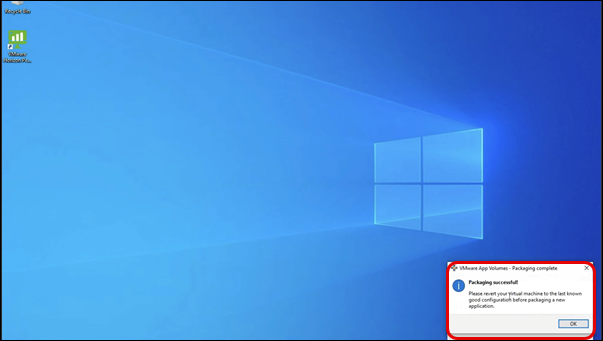 Recycle Bin
VMware
Horizon Pe...
VMware App Volumes - Packaging complete
Packaging successful!
Please revert your Virtual machine to the last known
good configuration before packaging a new
application.
OK